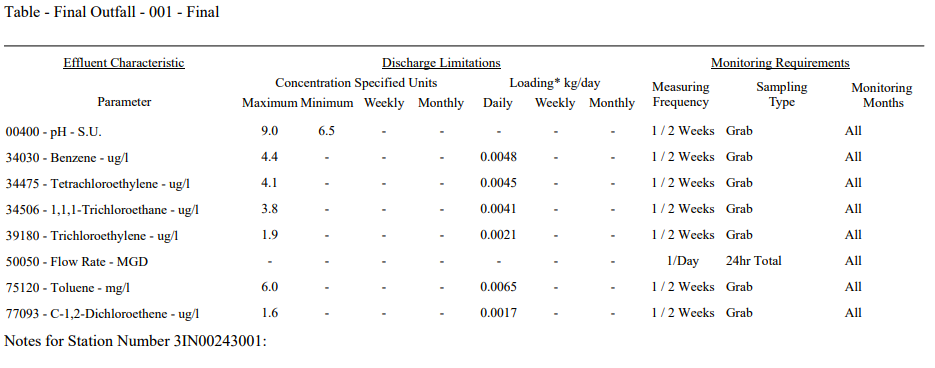 Table - Final Outfall - 001 - Final
Effluent Characteristic Discharge Limitations Monitoring Requirements
Concentration Specified Units Loading* kg/day Measuring Sampling Monitoring
Parameter Maximum Minimum Weekly Monthly Daily Weekly Monthly Frequency Type Months
00400 - pH - S.U. 9.0 6.5 - - - - - 1 / 2 Weeks Grab All
34030 - Benzene - ug/l 4.4 - - - 0.0048 - - 1 / 2 Weeks Grab All
34475 - Tetrachloroethylene - ug/l 4.1 - - - 0.0045 - - 1 / 2 Weeks Grab All
34506 - 1,1,1-Trichloroethane - ug/l 3.8 - - - 0.0041 - - 1 / 2 Weeks Grab All
39180 - Trichloroethylene - ug/l 1.9 - - - 0.0021 - - 1 / 2 Weeks Grab All
50050 - Flow Rate - MGD - - - - - - - 1/Day 24hr Total All
75120 - Toluene - mg/l 6.0 - - - 0.0065 - - 1 / 2 Weeks Grab All
77093 - C-1,2-Dichloroethene - ug/l 1.6 - - - 0.0017 - - 1 / 2 Weeks Grab All
Notes for Station Number 3IN00243001: